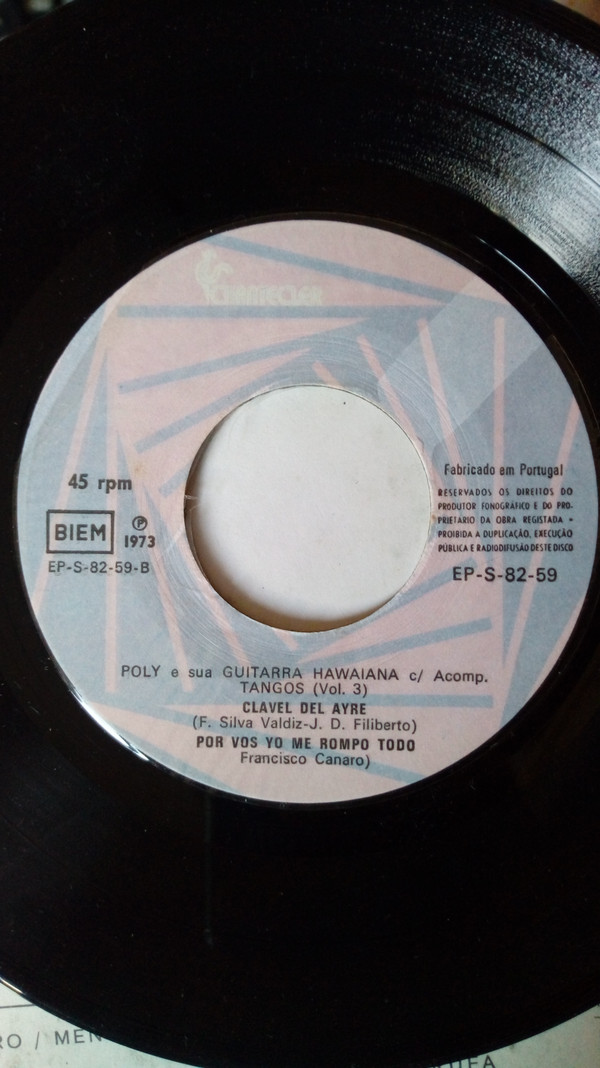 CHANTECLER
45 rpm
BIEM
Ⓟ
1973
EP-S-82-59-B
Fabricado em Portugal
RESERVADOS OS DIREITOS DO
PRODUTOR FONOGRÁFICO E DO PRO-
PRIETARIO DA OBRA REGISTADA -
PROIBIDA A DUPLICAÇÃO, EXECUÇÃO
PÚBLICA E RADIODIFUSÃO DESTE DISCO
EP-S-82-59
POLY e sua GUITARRA HAWAIANA c/ Acomp.
TANGOS (Vol. 3)
CLAVEL DEL AYRE
(F. Silva Valdiz-J. D. Filiberto)
POR VOS YO ME ROMPO TODO
Francisco Canaro)